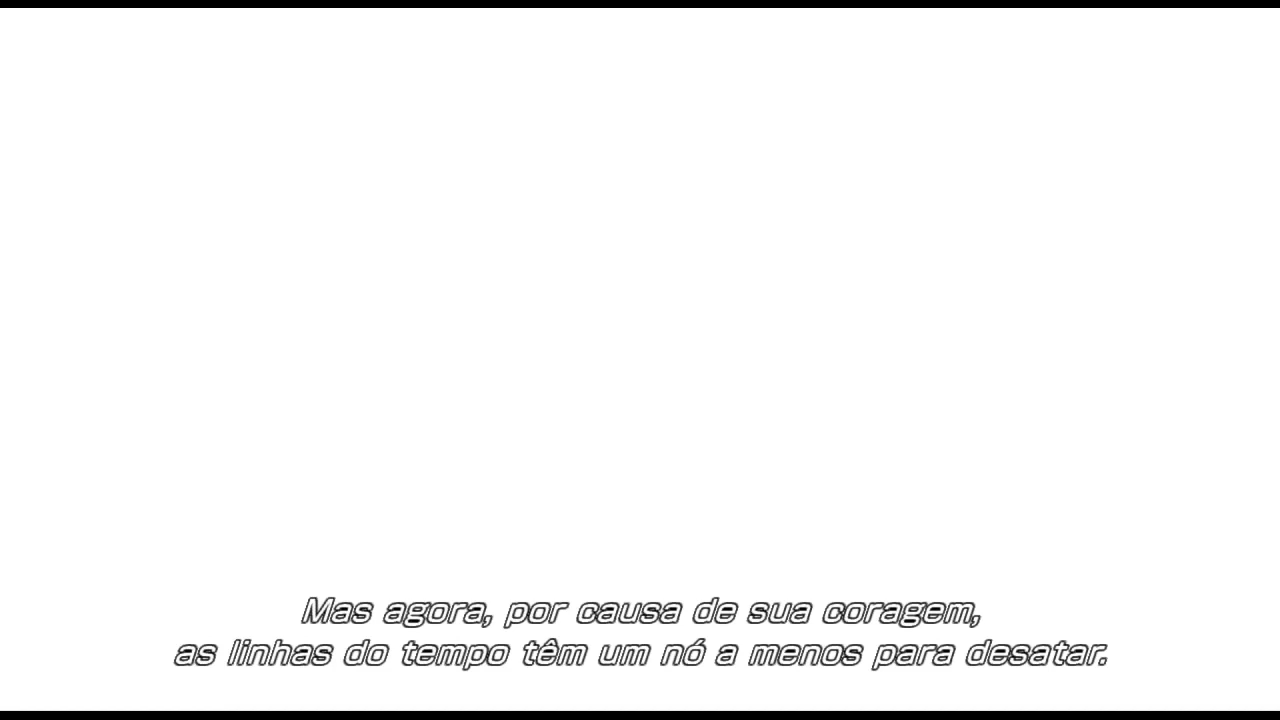 Mas agora, por causa de sua coragem,
as linhas do tempo têm um nó a menos para desatar.